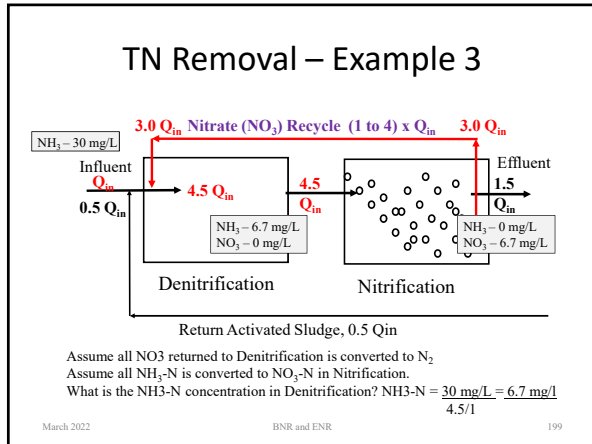 TN Removal – Example 3
3.0 Qin Nitrate (NO3) Recycle (1 to 4) x Qin 3.0 Qin
NH3 – 30 mg/L
Influent
Effluent
Qin
4.5 Qin
4.5
Qin
1.5
Qin
0.5 Qin
NH3 – 6.7 mg/L
NO3 – 0 mg/L
NH3 – 0 mg/L
NO3 – 6.7 mg/L
Denitrification
Nitrification
Return Activated Sludge, 0.5 Qin
Assume all NO3 returned to Denitrification is converted to N2
Assume all NH3-N is converted to NO3-N in Nitrification.
What is the NH3-N concentration in Denitrification? NH3-N = 30 mg/L = 6.7 mg/l
4.5/1
March 2022
BNR and ENR
199